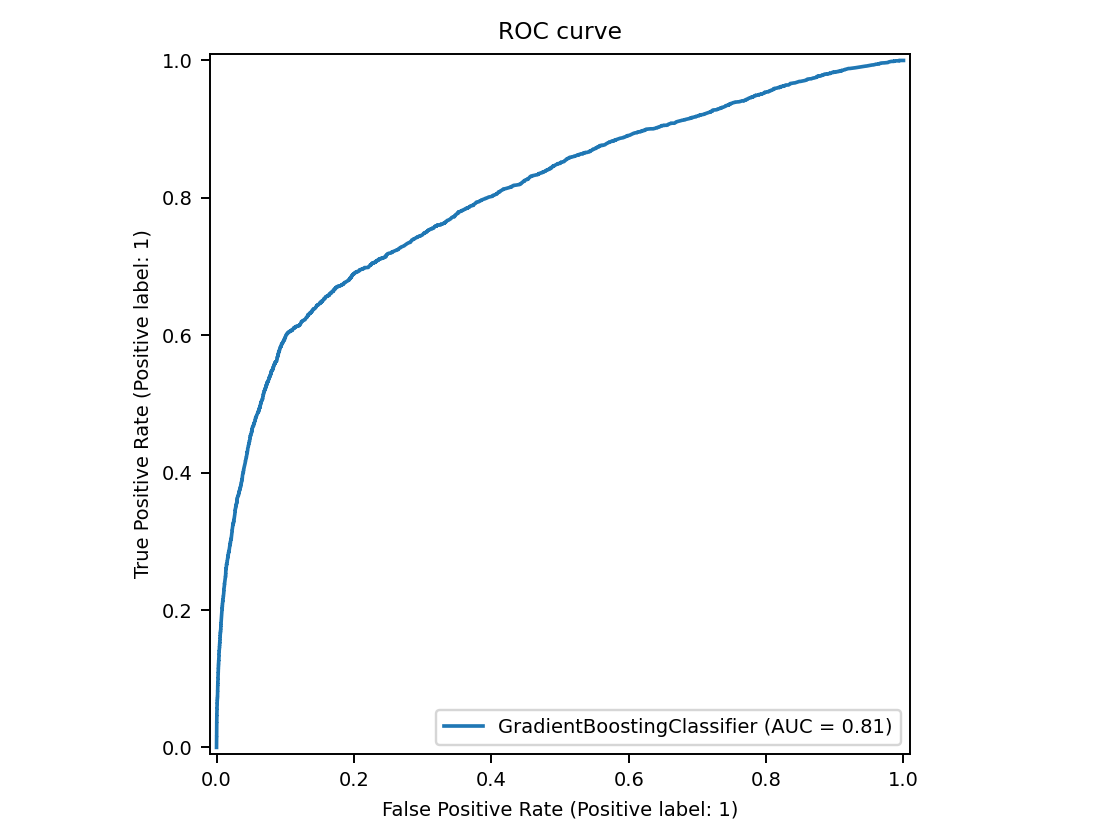 ROC curve
True Positive Rate (Positive label: 1)
1.0
0.8
0.6
0.4
0.2
0.0
GradientBoostingClassifier (AUC = 0.81)
0.0 0.2 0.4 0.6 0.8 1.0
False Positive Rate (Positive label: 1)